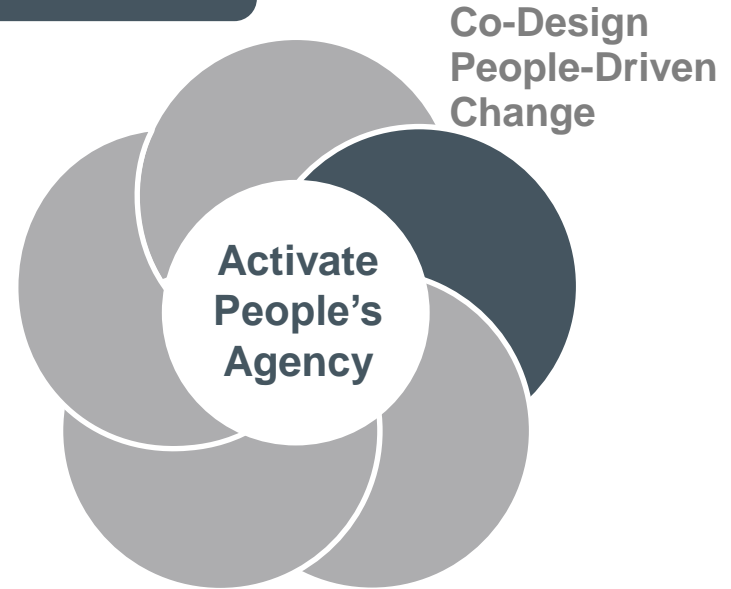 Co-Design
People-Driven
Change
Activate
People’s
Agency